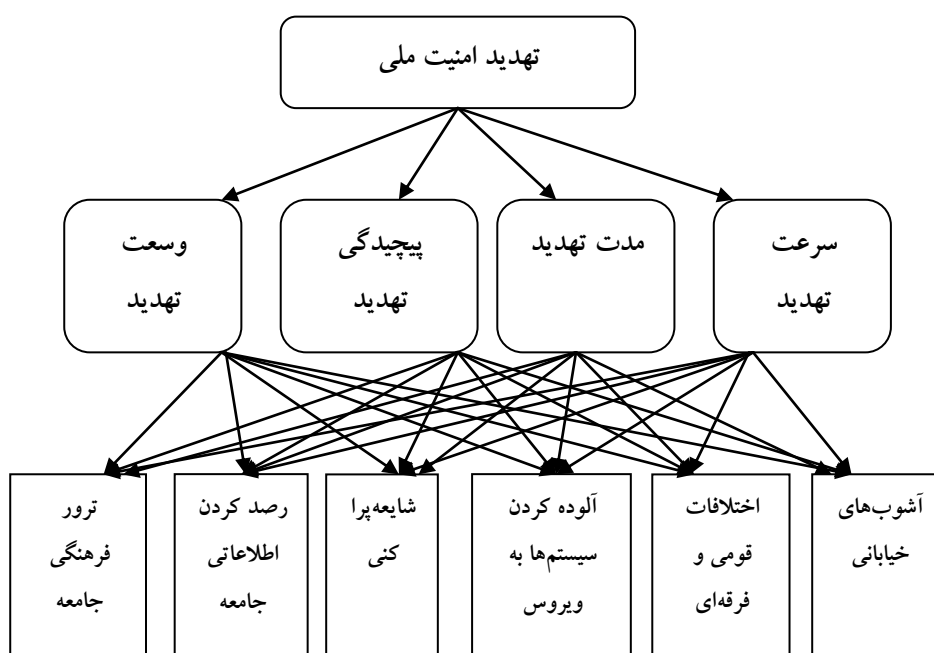 تهدید امنیت ملی
سرعت
تهدید
مدت تهدید
پیچیدگی
تهدید
وسعت
تهدید
آشوب‌های
خیابانی
اختلافات
قومی و
فرقه‌ای
آلوده کردن
سیستم‌ها به
ویروس
شایعه‌پرا
کنی
رصد کردن
اطلاعاتی
جامعه
ترور
فرهنگی
جامعه